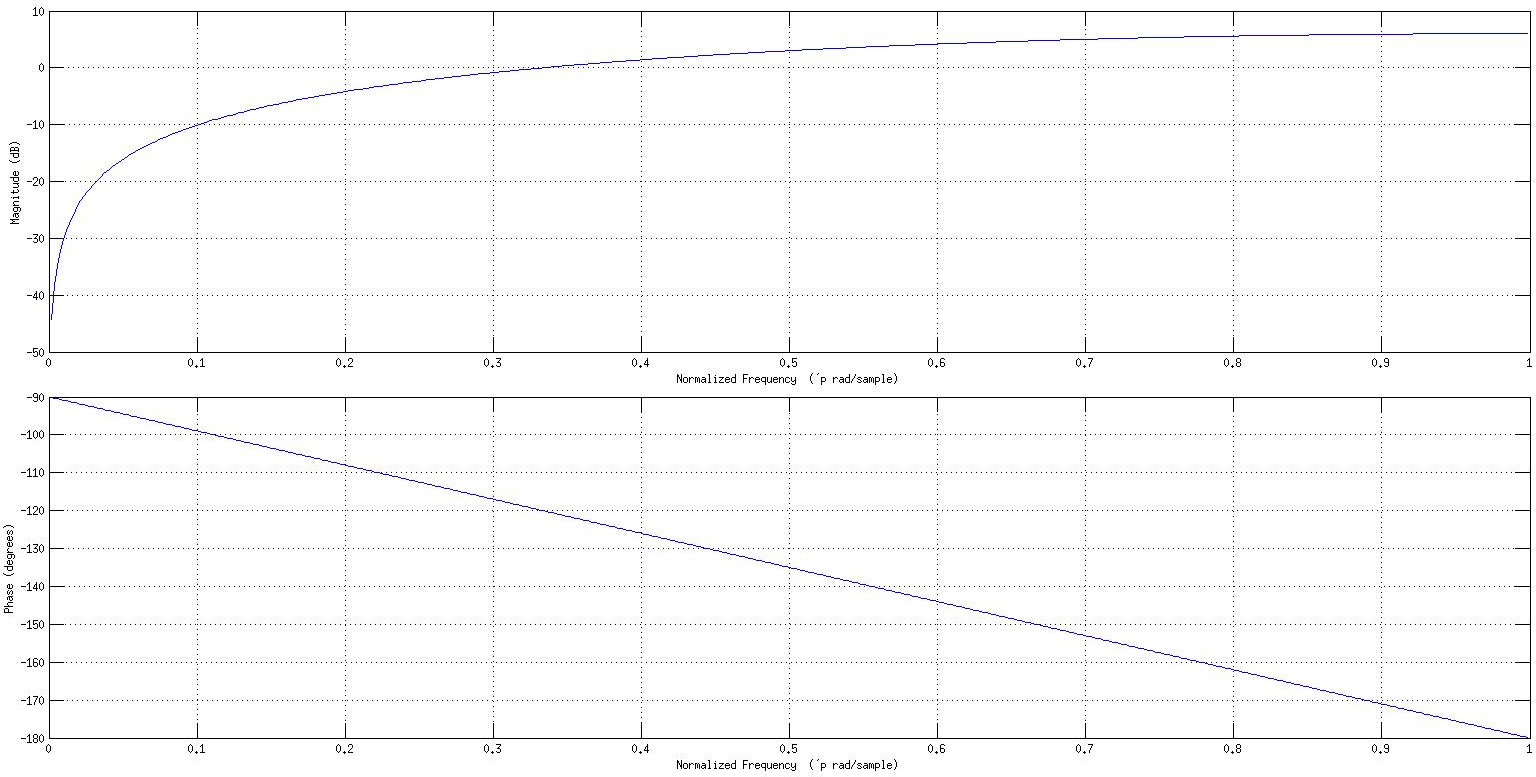 10
0
-10
-20
-30
-40
-50
Magnitude (dB)
0 0.1 0.2 0.3 0.4 0.5 0.6 0.7 0.8 0.9 1
Normalized Frequency (´p rad/sample)
-90
-100
-110
-120
-130
-140
-150
-160
-170
-180
Phase (degrees)
0 0.1 0.2 0.3 0.4 0.5 0.6 0.7 0.8 0.9 1
Normalized Frequency (´p rad/sample)